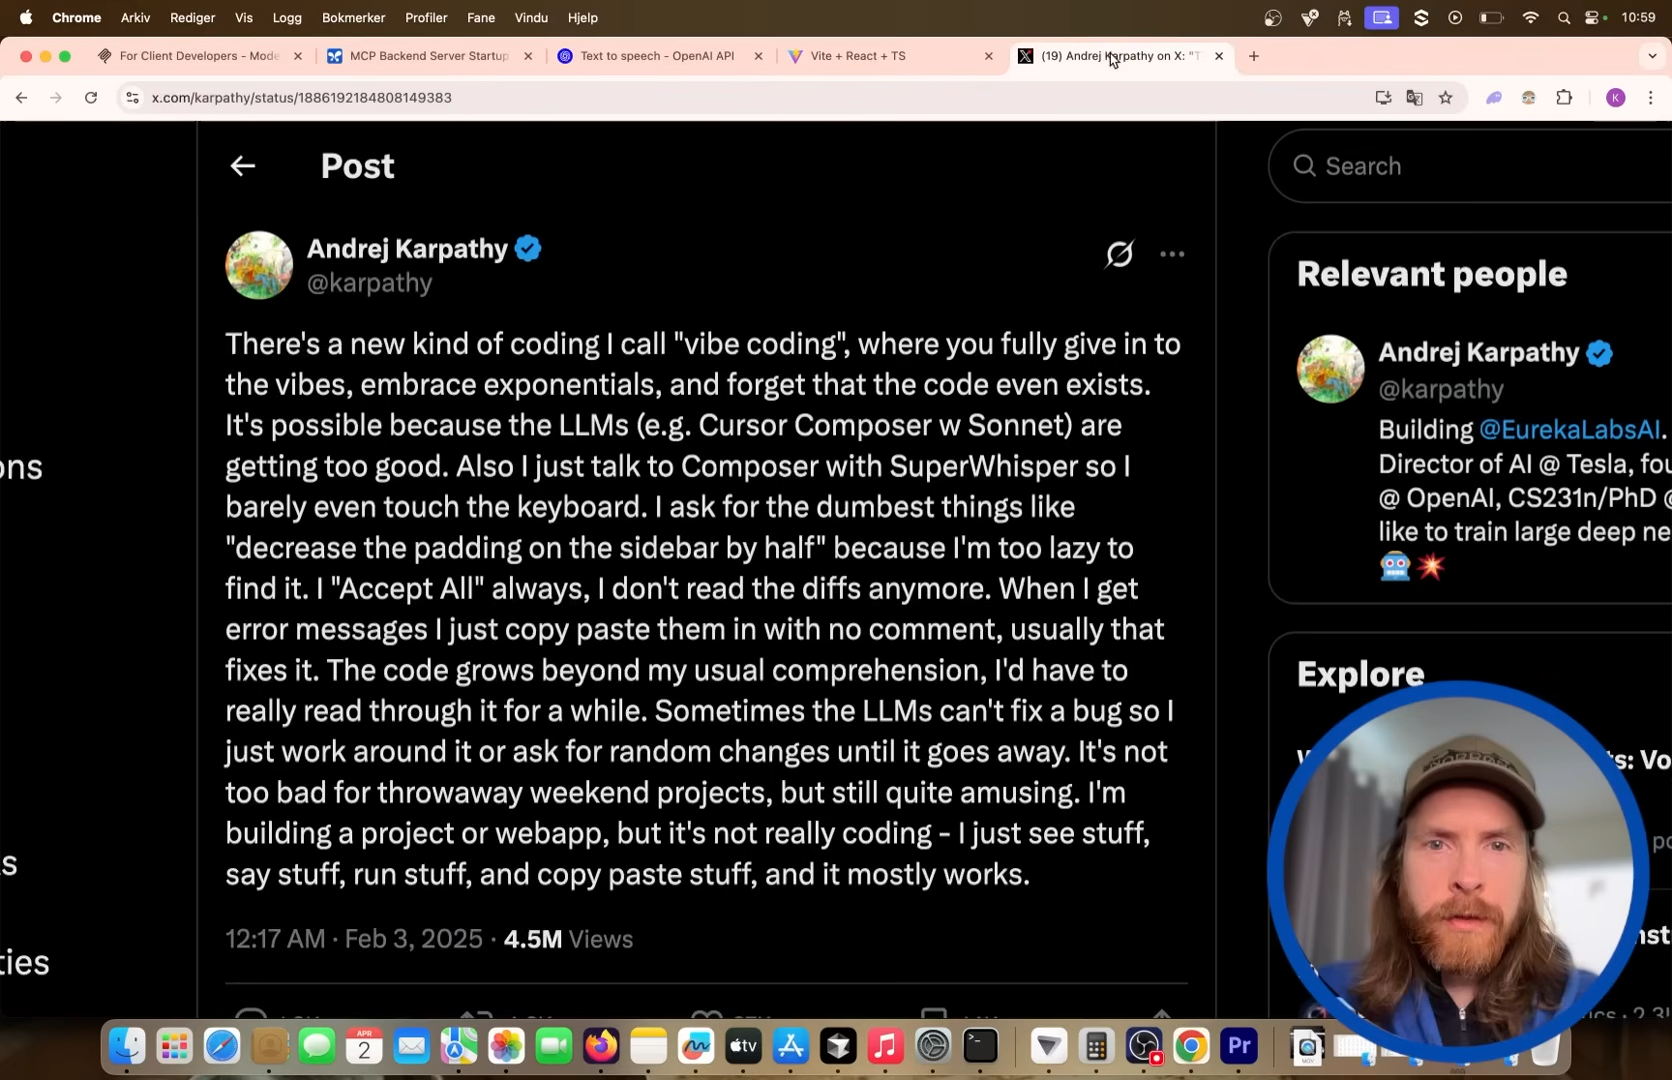 Chrome Arkiv Rediger Vis Logg Bokmerker Profiler Fane Vindu Hjelp 10:59
For Client Developers - Mode
MCP Backend Server Startup
Text to speech - OpenAI API
Vite + React + TS
(19) Andrej Karpathy on X: "T
x.com/karpathy/status/1886192184808149383
K
Post
Search
Andrej Karpathy
@karpathy
There's a new kind of coding I call "vibe coding", where you fully give in to
the vibes, embrace exponentials, and forget that the code even exists.
It's possible because the LLMs (e.g. Cursor Composer w Sonnet) are
getting too good. Also I just talk to Composer with SuperWhisper so I
barely even touch the keyboard. I ask for the dumbest things like
"decrease the padding on the sidebar by half" because I'm too lazy to
find it. I "Accept All" always, I don't read the diffs anymore. When I get
error messages I just copy paste them in with no comment, usually that
fixes it. The code grows beyond my usual comprehension, I'd have to
really read through it for a while. Sometimes the LLMs can't fix a bug so I
just work around it or ask for random changes until it goes away. It's not
too bad for throwaway weekend projects, but still quite amusing. I'm
building a project or webapp, but it's not really coding - I just see stuff,
say stuff, run stuff, and copy paste stuff, and it mostly works.
12:17 AM · Feb 3, 2025 · 4.5M Views
Relevant people
Andrej Karpathy
@karpathy
Building @EurekaLabsAI.
Director of AI @ Tesla, fou
@ OpenAI, CS231n/PhD @
like to train large deep ne
Explore
ts: Vo
ons
ks
ties
APR
2
tv
Pr